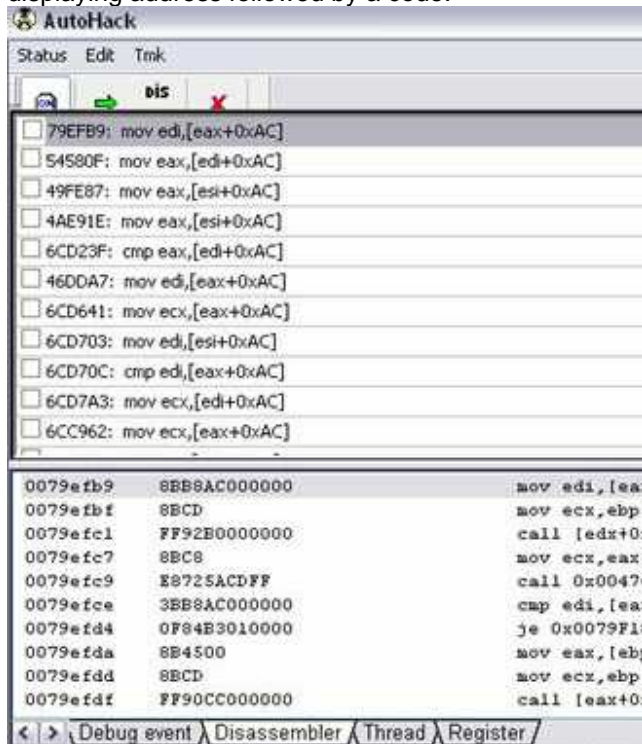 AutoHack
Status Edit Tmk
DIS
79EFB9: mov edi,[eax+0xAC]
54580F: mov eax,[edi+0xAC]
49FE87: mov eax,[esi+0xAC]
4AE91E: mov eax,[esi+0xAC]
6CD23F: cmp eax,[edi+0xAC]
46DDA7: mov edi,[eax+0xAC]
6CD641: mov ecx,[eax+0xAC]
6CD703: mov edi,[esi+0xAC]
6CD70C: cmp edi,[eax+0xAC]
6CD7A3: mov ecx,[edi+0xAC]
6CC962: mov ecx,[eax+0xAC]
0079efb9 8BB8AC000000 mov edi,[ea
0079efbf 8BCD mov ecx,ebp
0079efc1 FF92B0000000 call [edx+0
0079efc7 8BC8 mov ecx,eax
0079efc9 E8725ACDFF call 0x0047
0079efce 3BB8AC000000 cmp edi,[ea
0079efd4 0F84B3010000 je 0x0079F1
0079efda 8B4500 mov eax,[ebp
0079efdd 8BCD mov ecx,ebp
0079efdf FF90CC000000 call [eax+0
Debug event Disassembler Thread Register